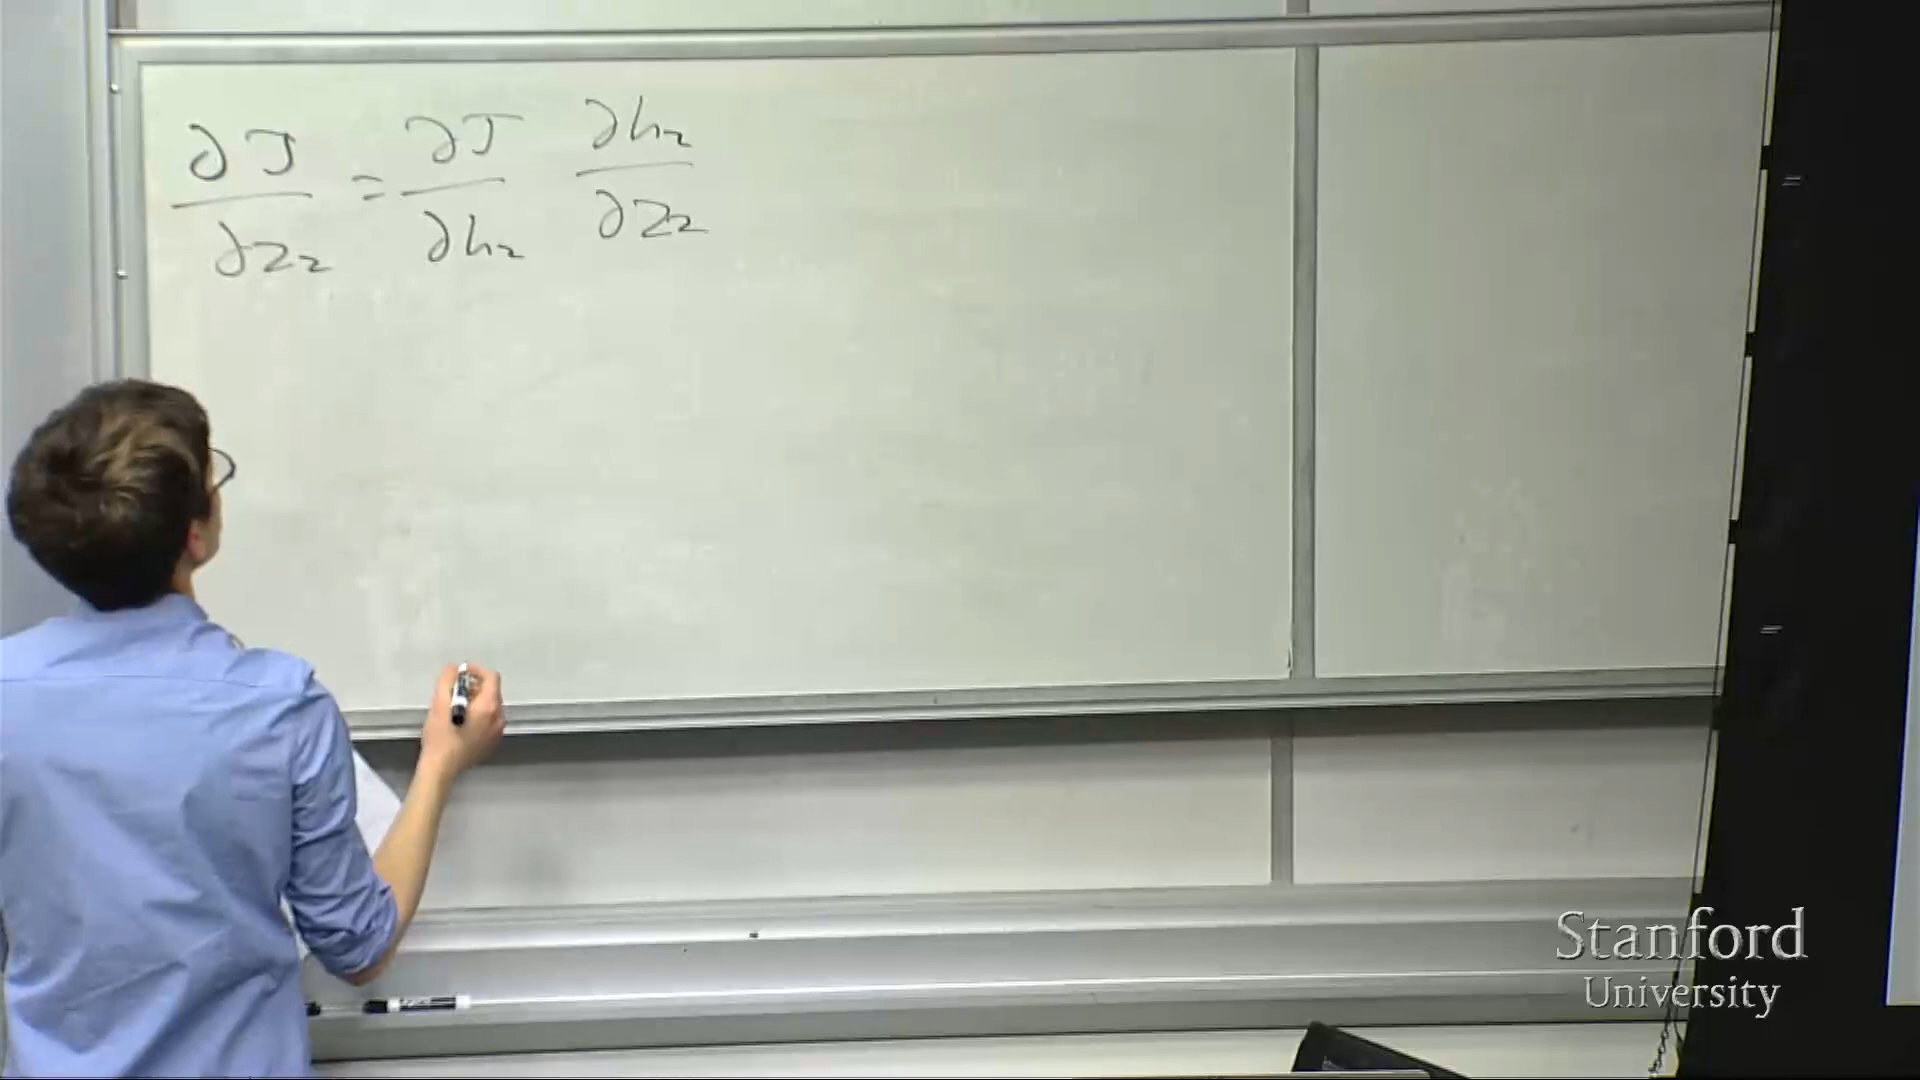 ∂J/∂z₂ = ∂J/∂h₂ ∂h₂/∂z₂
Stanford
University